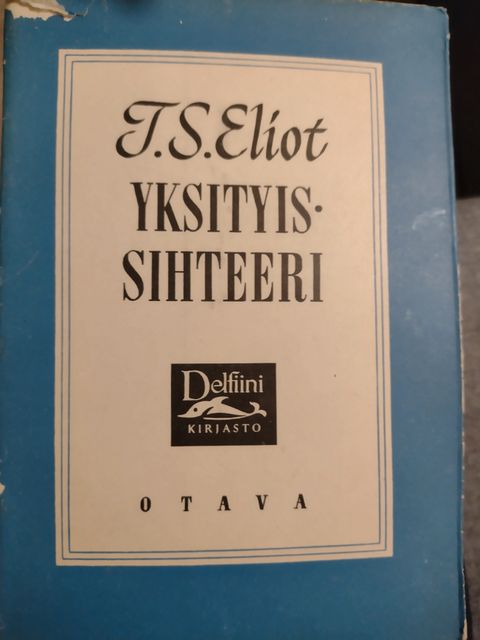 T.S. Eliot
YKSITYIS-
SIHTEERI
Delfiini
KIRJASTO
OTAVA